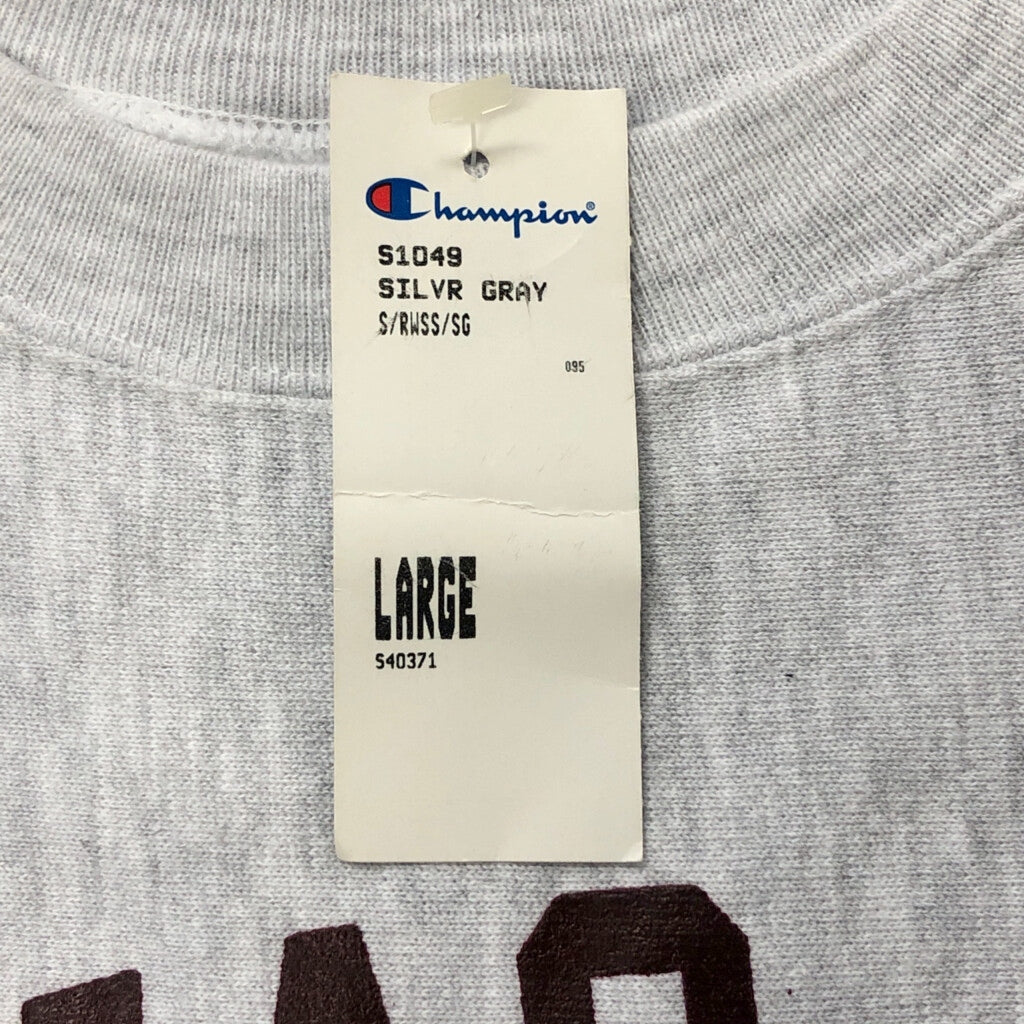 Champion®
S1049
SILVR GRAY
S/RWSS/SG
095
LARGE
S40371